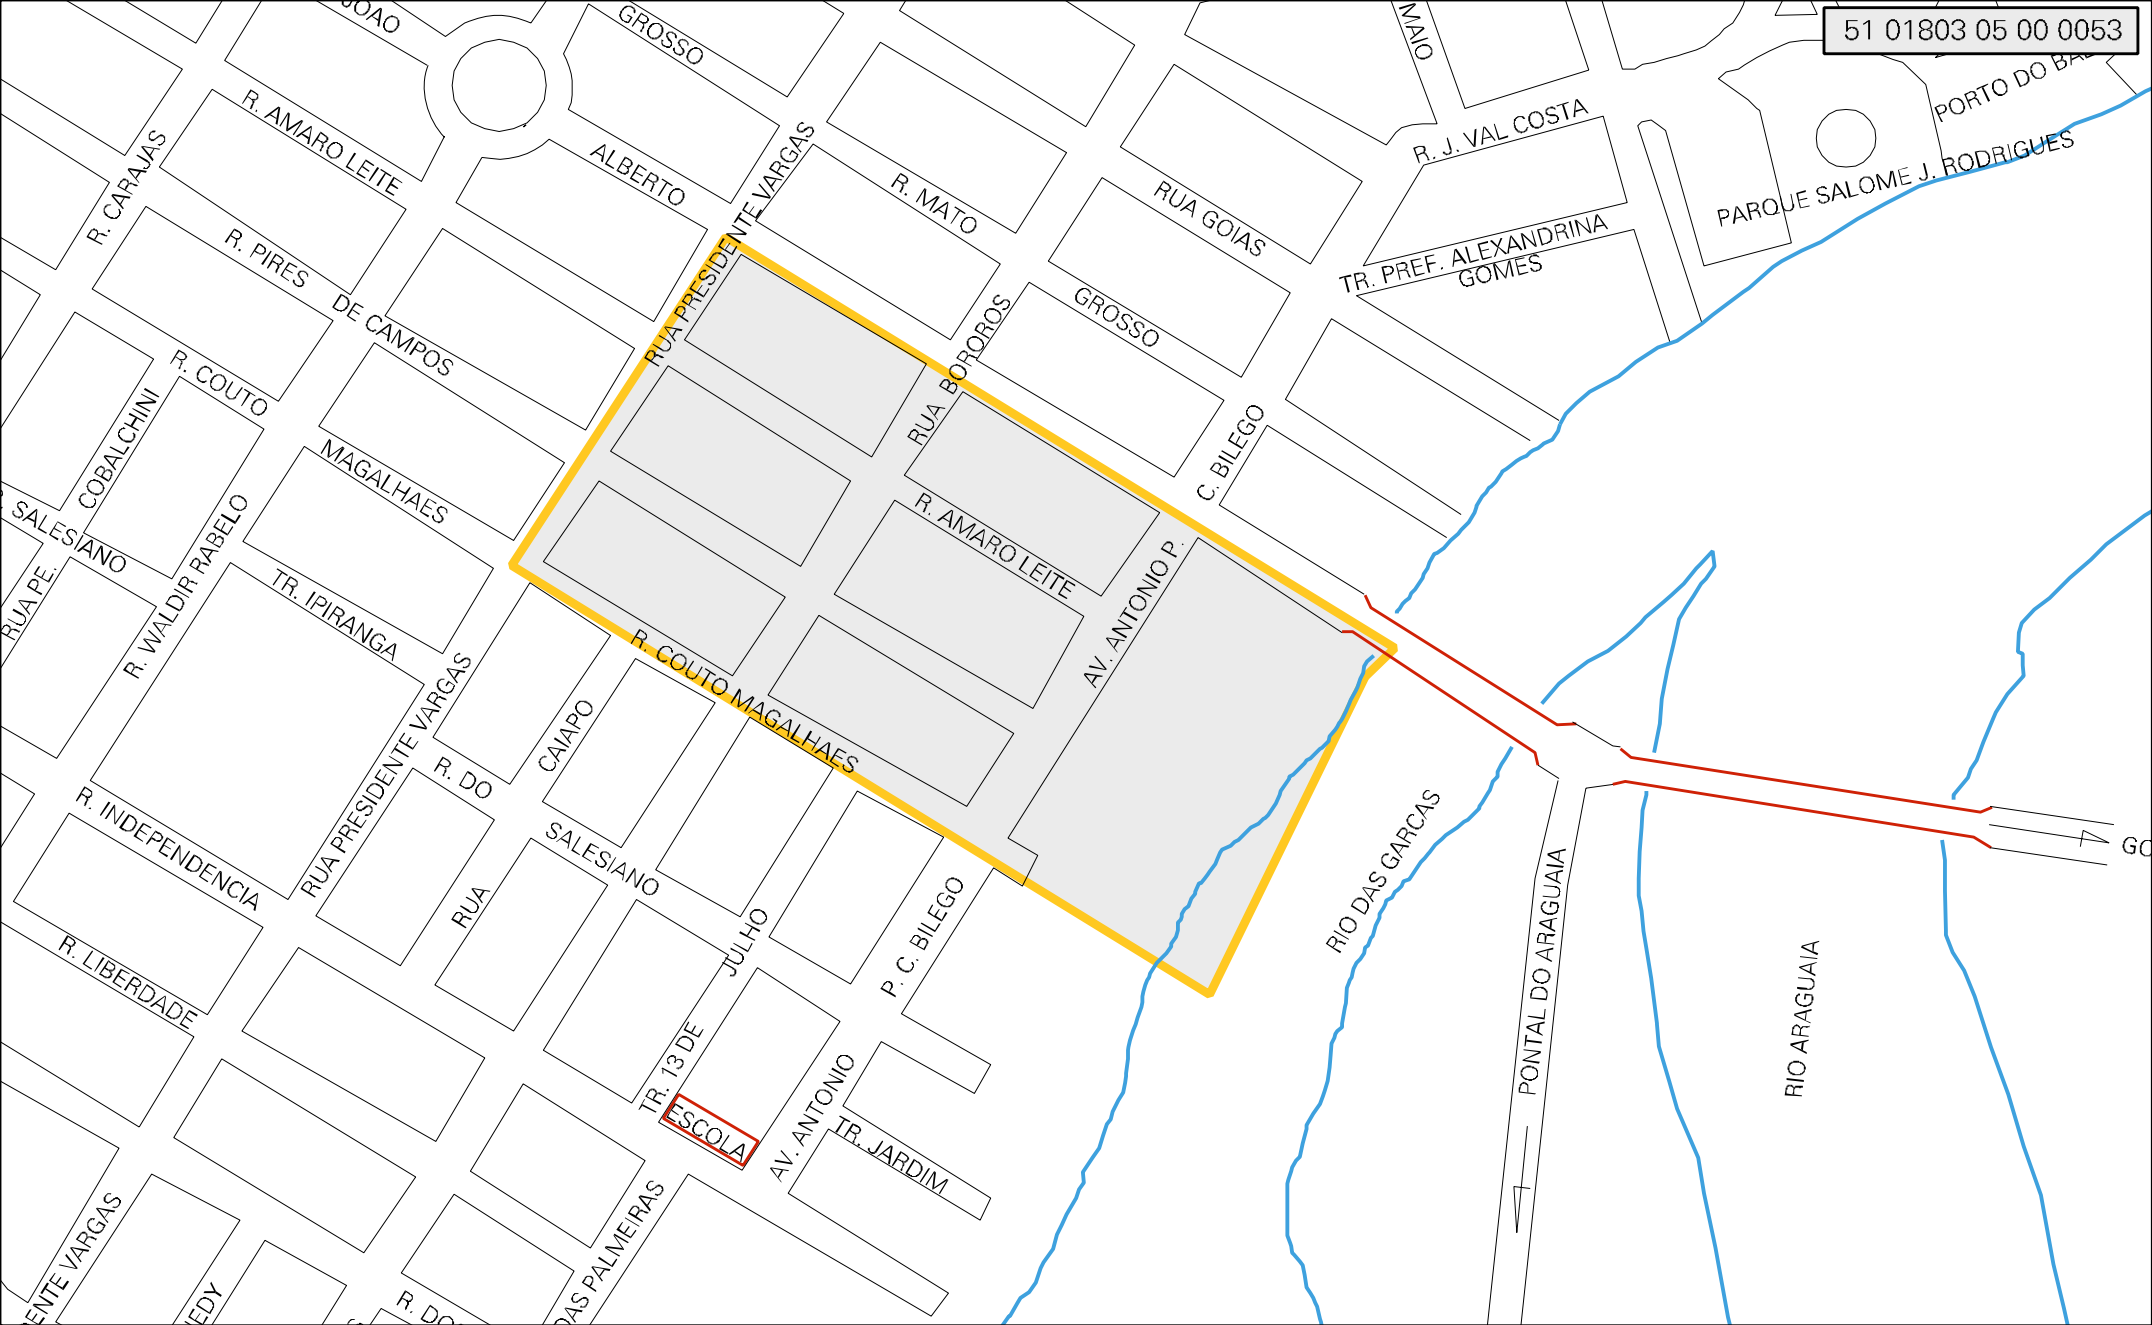 51 01803 05 00 0053
JOAO
GROSSO
MAIO
PORTO DO
R. J. VAL COSTA
R. AMARO LEITE
R. CARAJAS
ALBERTO
RUA PRESIDENTE VARGAS
R. MATO
RUA GOIAS
PARQUE SALOME J. RODRIGUES
TR. PREF. ALEXANDRINA
GOMES
R. PIRES
DE CAMPOS
GROSSO
RUA BOROROS
R. COUTO
MAGALHAES
COBALCHINI
C. BILEGO
SALESIANO
RUA PE.
R. WALDIR RABELO
TR. IPIRANGA
R. AMARO LEITE
AV. ANTONIO P.
R. COUTO MAGALHAES
RUA PRESIDENTE VARGAS
CAIAPO
R. DO
SALESIANO
RUA
R. INDEPENDENCIA
R. LIBERDADE
JULHO
TR. 13 DE
P. C. BILEGO
AV. ANTONIO
ESCOLA
TR. JARDIM
RIO DAS GARCAS
PONTAL DO ARAGUAIA
RIO ARAGUAIA
GO
ENTE VARGAS
EDY
R. DO
DAS PALMEIRAS